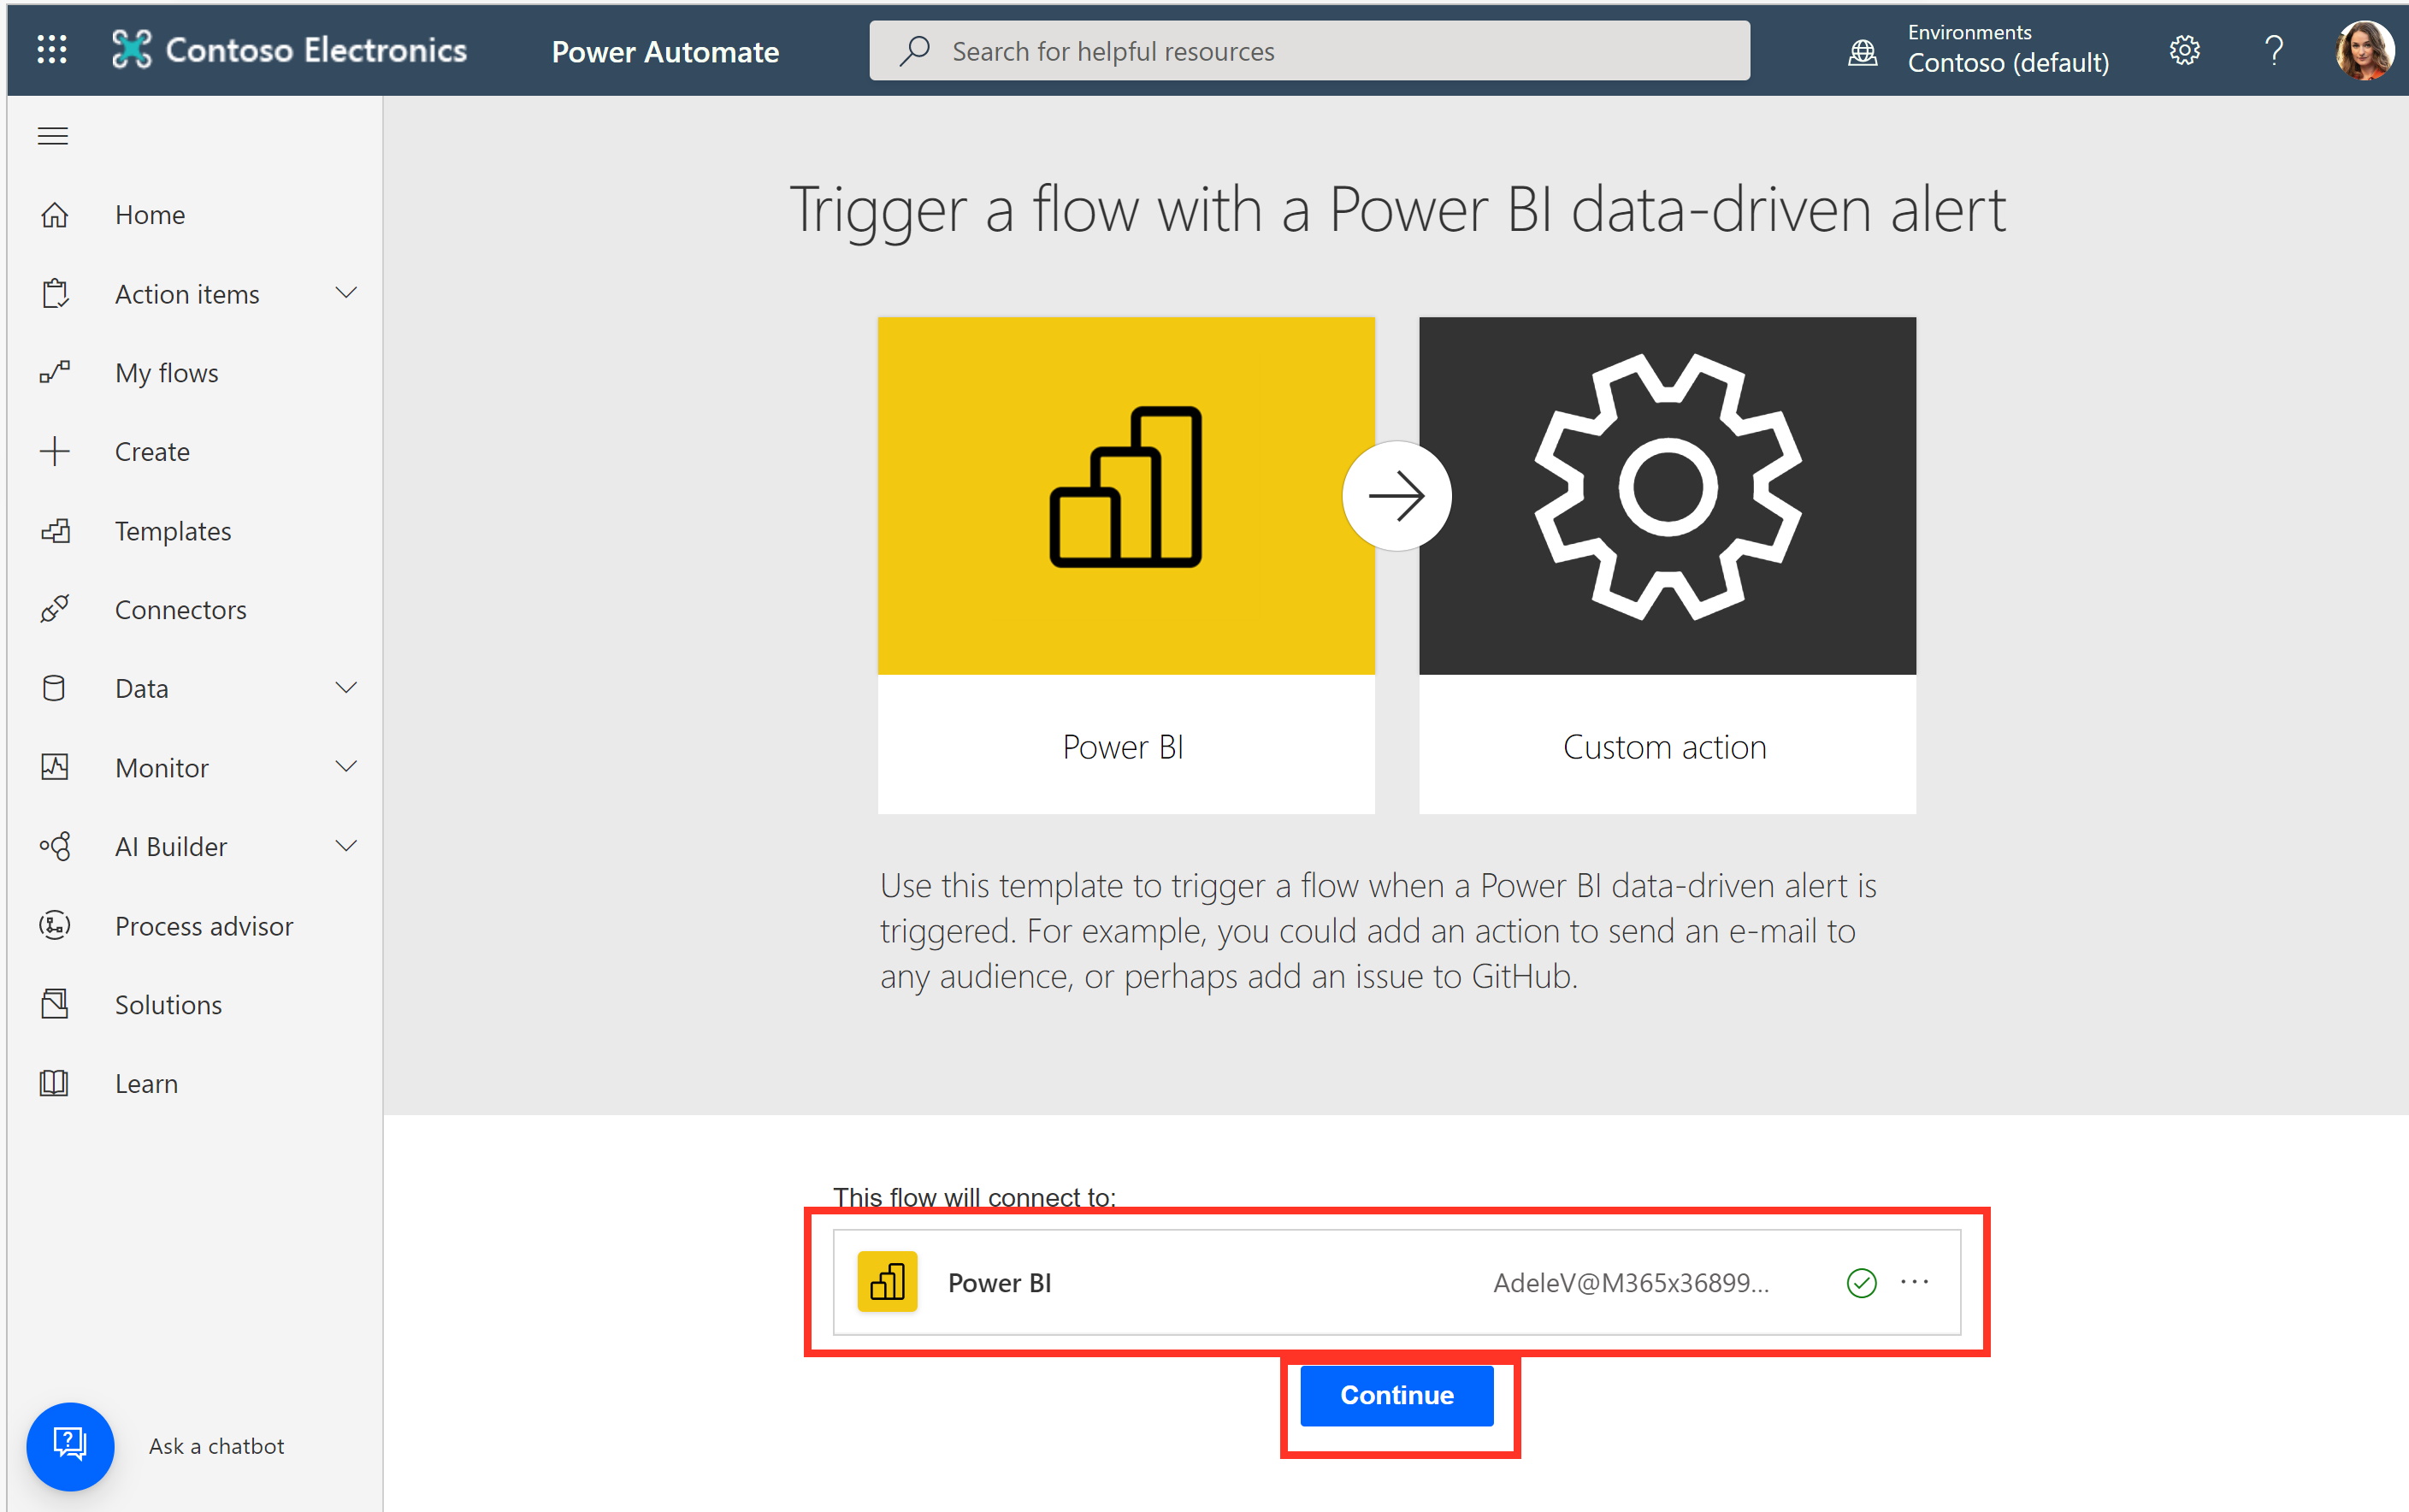 Contoso Electronics
Power Automate
Search for helpful resources
Environments
Contoso (default)
?
Home
Action items
My flows
Create
Templates
Connectors
Data
Monitor
AI Builder
Process advisor
Solutions
Learn
Ask a chatbot
Trigger a flow with a Power BI data-driven alert
Power BI
Custom action
Use this template to trigger a flow when a Power BI data-driven alert is
triggered. For example, you could add an action to send an e-mail to
any audience, or perhaps add an issue to GitHub.
This flow will connect to:
Power BI
AdeleV@M365x36899...
Continue